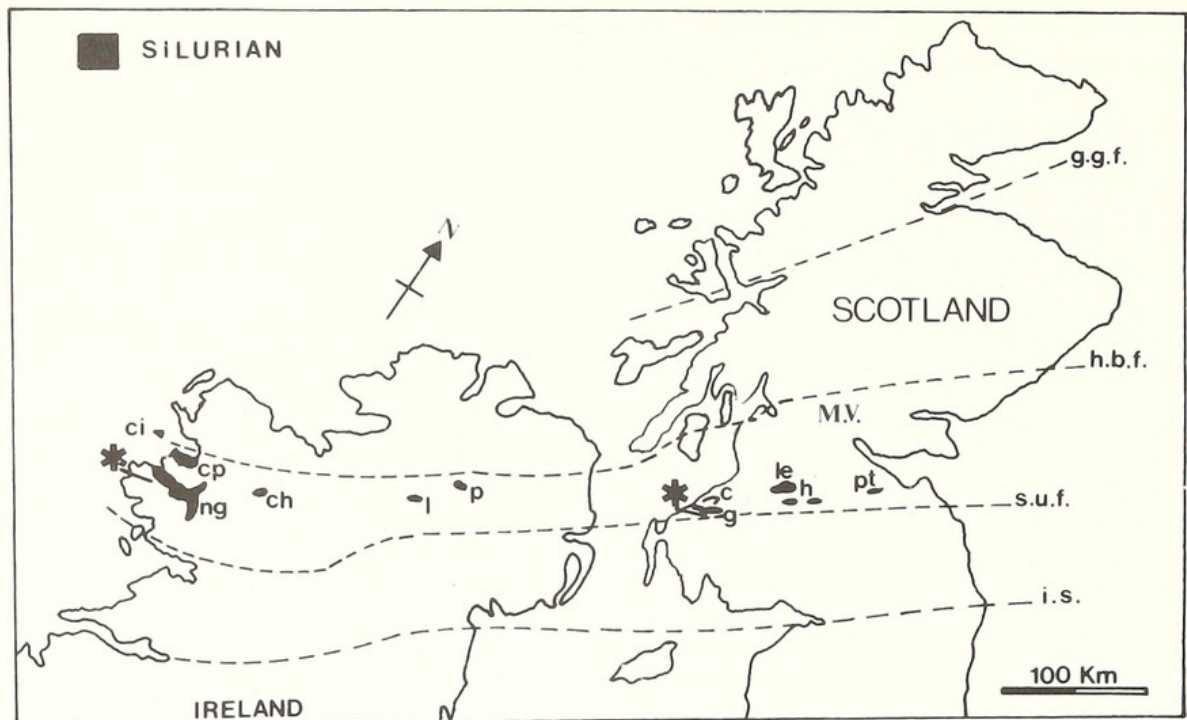 SiLURIAN
N
g.g.f.
SCOTLAND
h.b.f.
M.V.
ci
cp
ng
ch
l
p
c
g
le
h
pt
s.u.f.
i.s.
100 Km
IRELAND